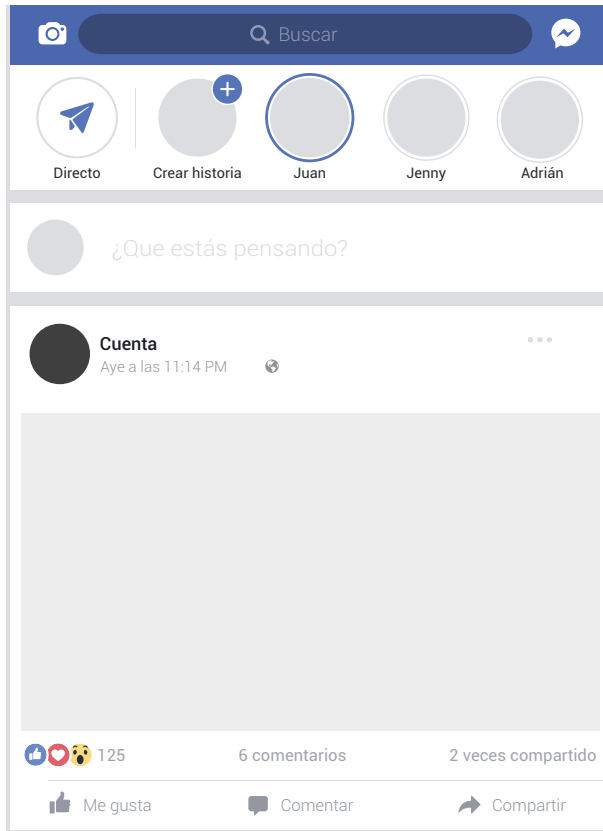 Buscar
Directo
Crear historia
Juan
Jenny
Adrián
¿Que estás pensando?
Cuenta
Aye a las 11:14 PM
125
6 comentarios
2 veces compartido
Me gusta
Comentar
Compartir